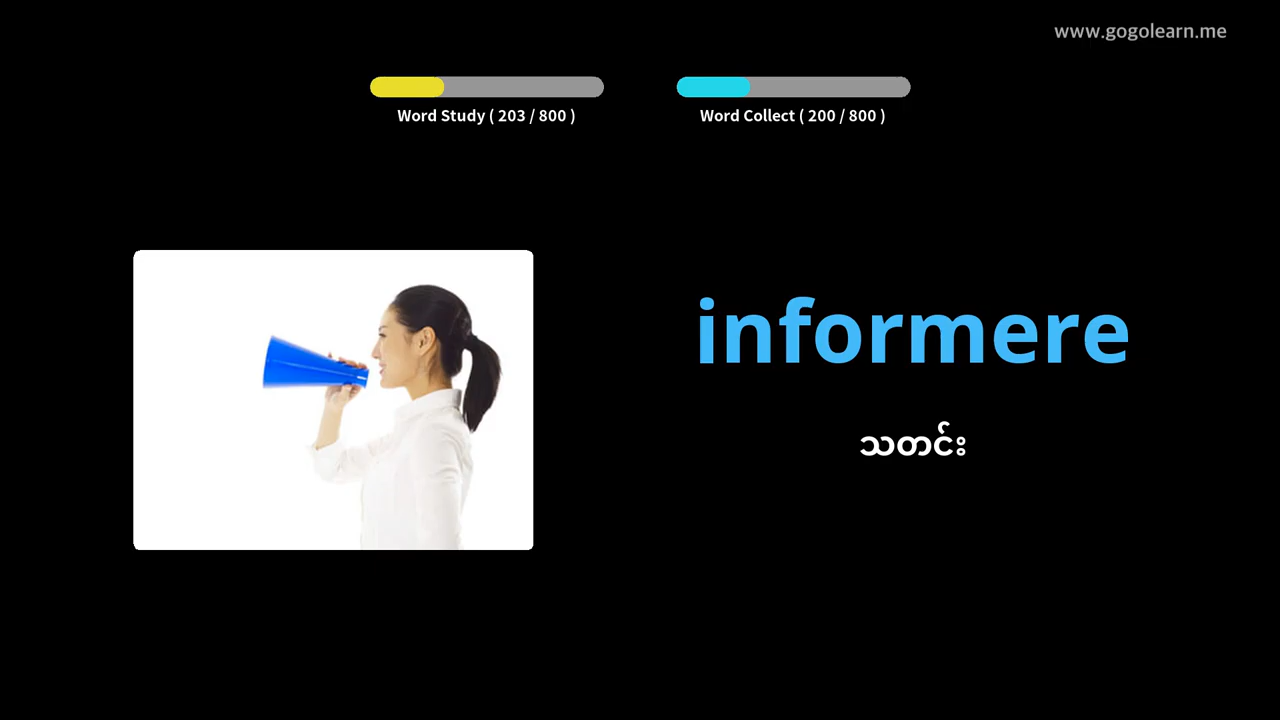 www.gogolearn.me
Word Study ( 203 / 800 )
Word Collect ( 200 / 800 )
informere
သတင်း